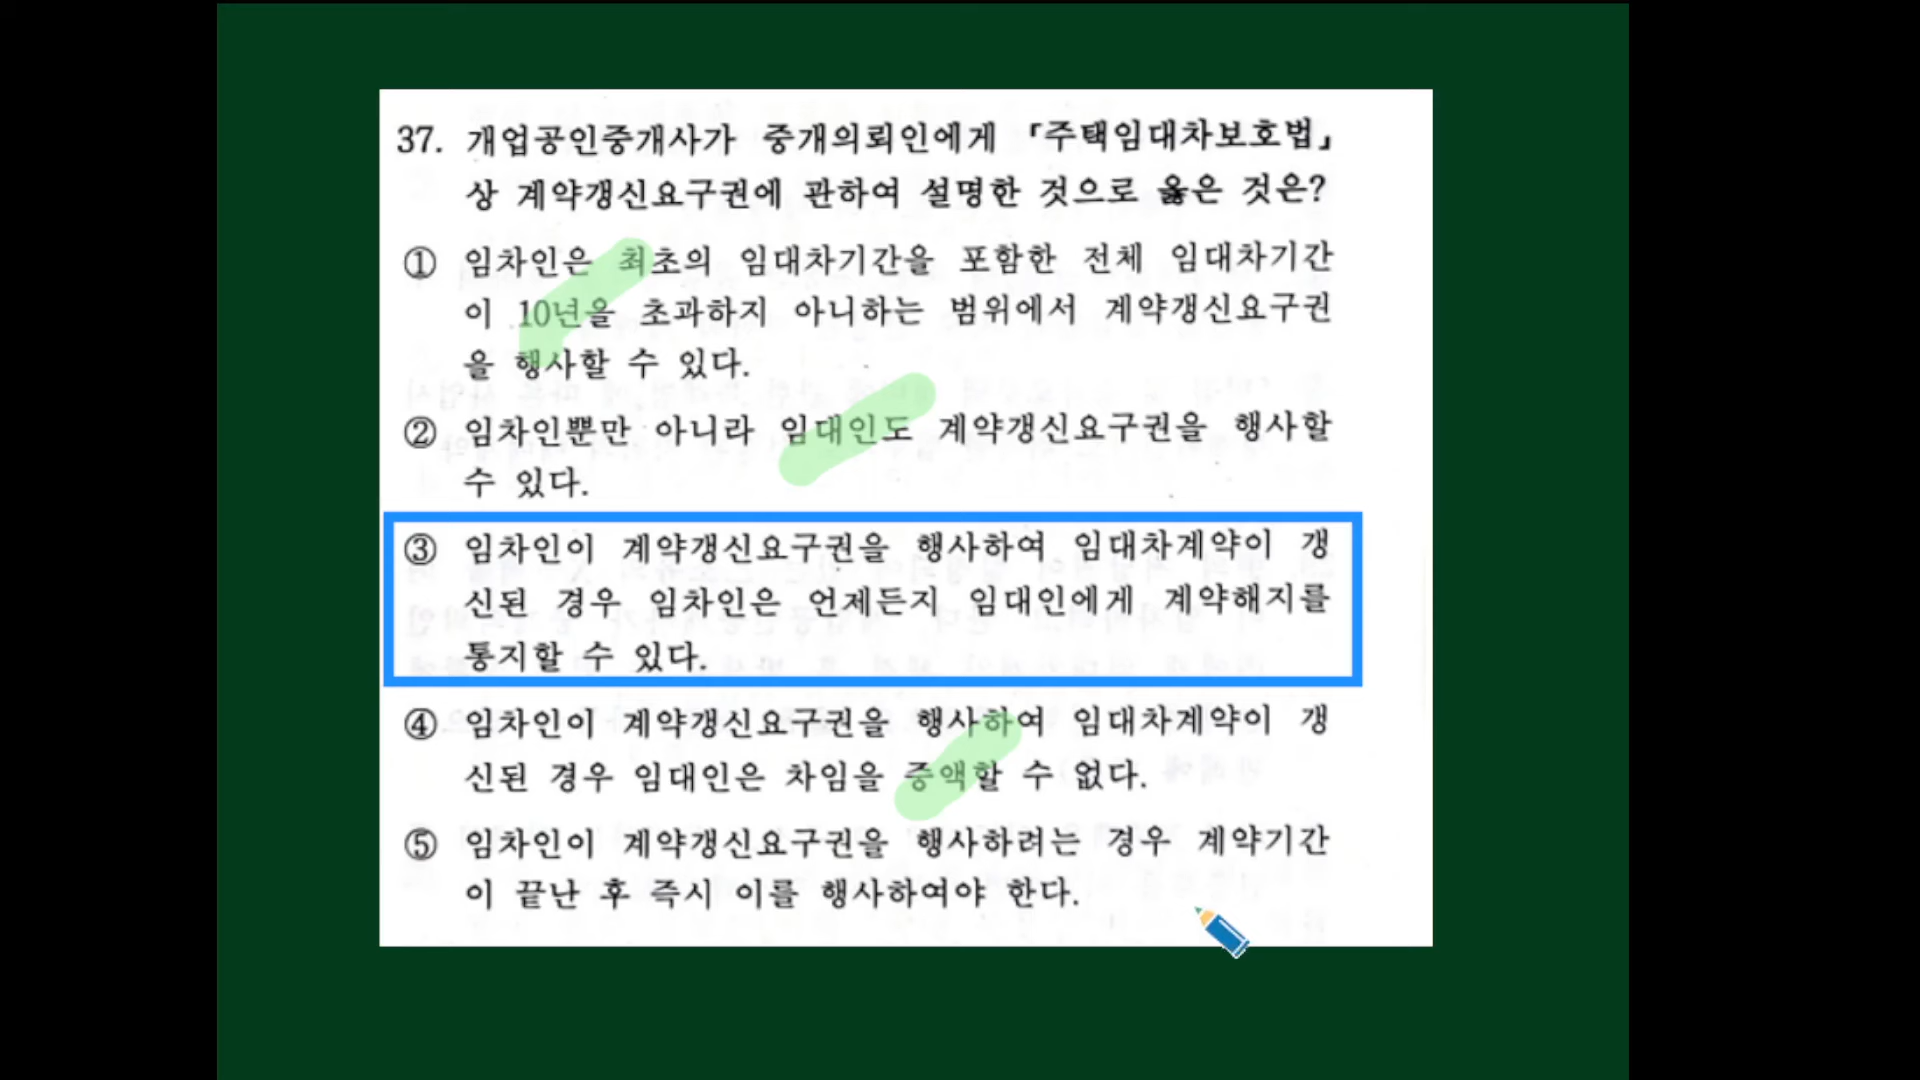 37. 개업공인중개사가 중개의뢰인에게 「주택임대차보호법」
상 계약갱신요구권에 관하여 설명한 것으로 옳은 것은?
① 임차인은 최초의 임대차기간을 포함한 전체 임대차기간
이 10년을 초과하지 아니하는 범위에서 계약갱신요구권
을 행사할 수 있다.
② 임차인뿐만 아니라 임대인도 계약갱신요구권을 행사할
수 있다.
③ 임차인이 계약갱신요구권을 행사하여 임대차계약이 갱
신된 경우 임차인은 언제든지 임대인에게 계약해지를
통지할 수 있다.
④ 임차인이 계약갱신요구권을 행사하여 임대차계약이 갱
신된 경우 임대인은 차임을 증액할 수 없다.
⑤ 임차인이 계약갱신요구권을 행사하려는 경우 계약기간
이 끝난 후 즉시 이를 행사하여야 한다.